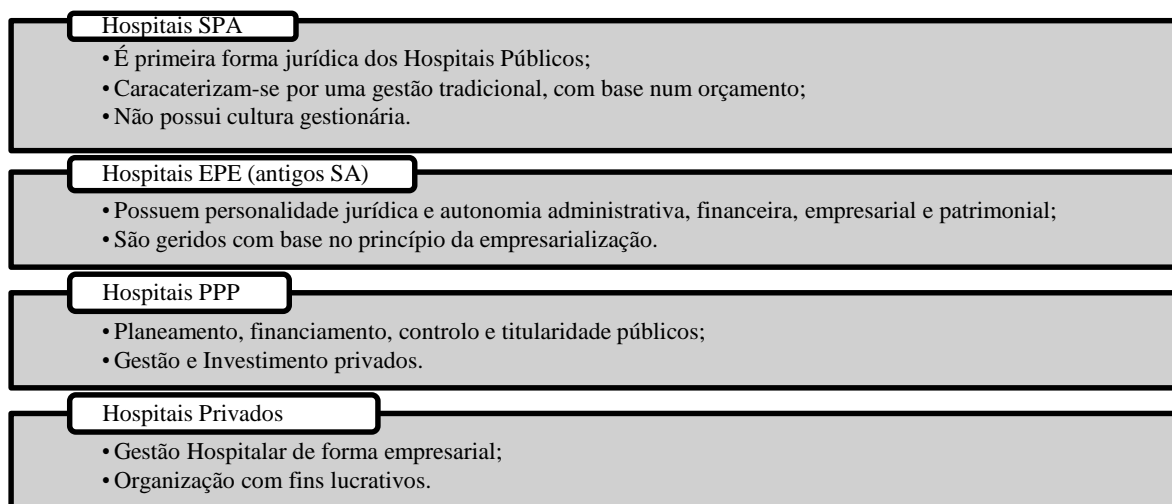 Hospitais SPA
• É primeira forma jurídica dos Hospitais Públicos;
• Caracaterizam-se por uma gestão tradicional, com base num orçamento;
• Não possui cultura gestionária.
Hospitais EPE (antigos SA)
• Possuem personalidade jurídica e autonomia administrativa, financeira, empresarial e patrimonial;
• São geridos com base no princípio da empresarialização.
Hospitais PPP
• Planeamento, financiamento, controlo e titularidade públicos;
• Gestão e Investimento privados.
Hospitais Privados
• Gestão Hospitalar de forma empresarial;
• Organização com fins lucrativos.